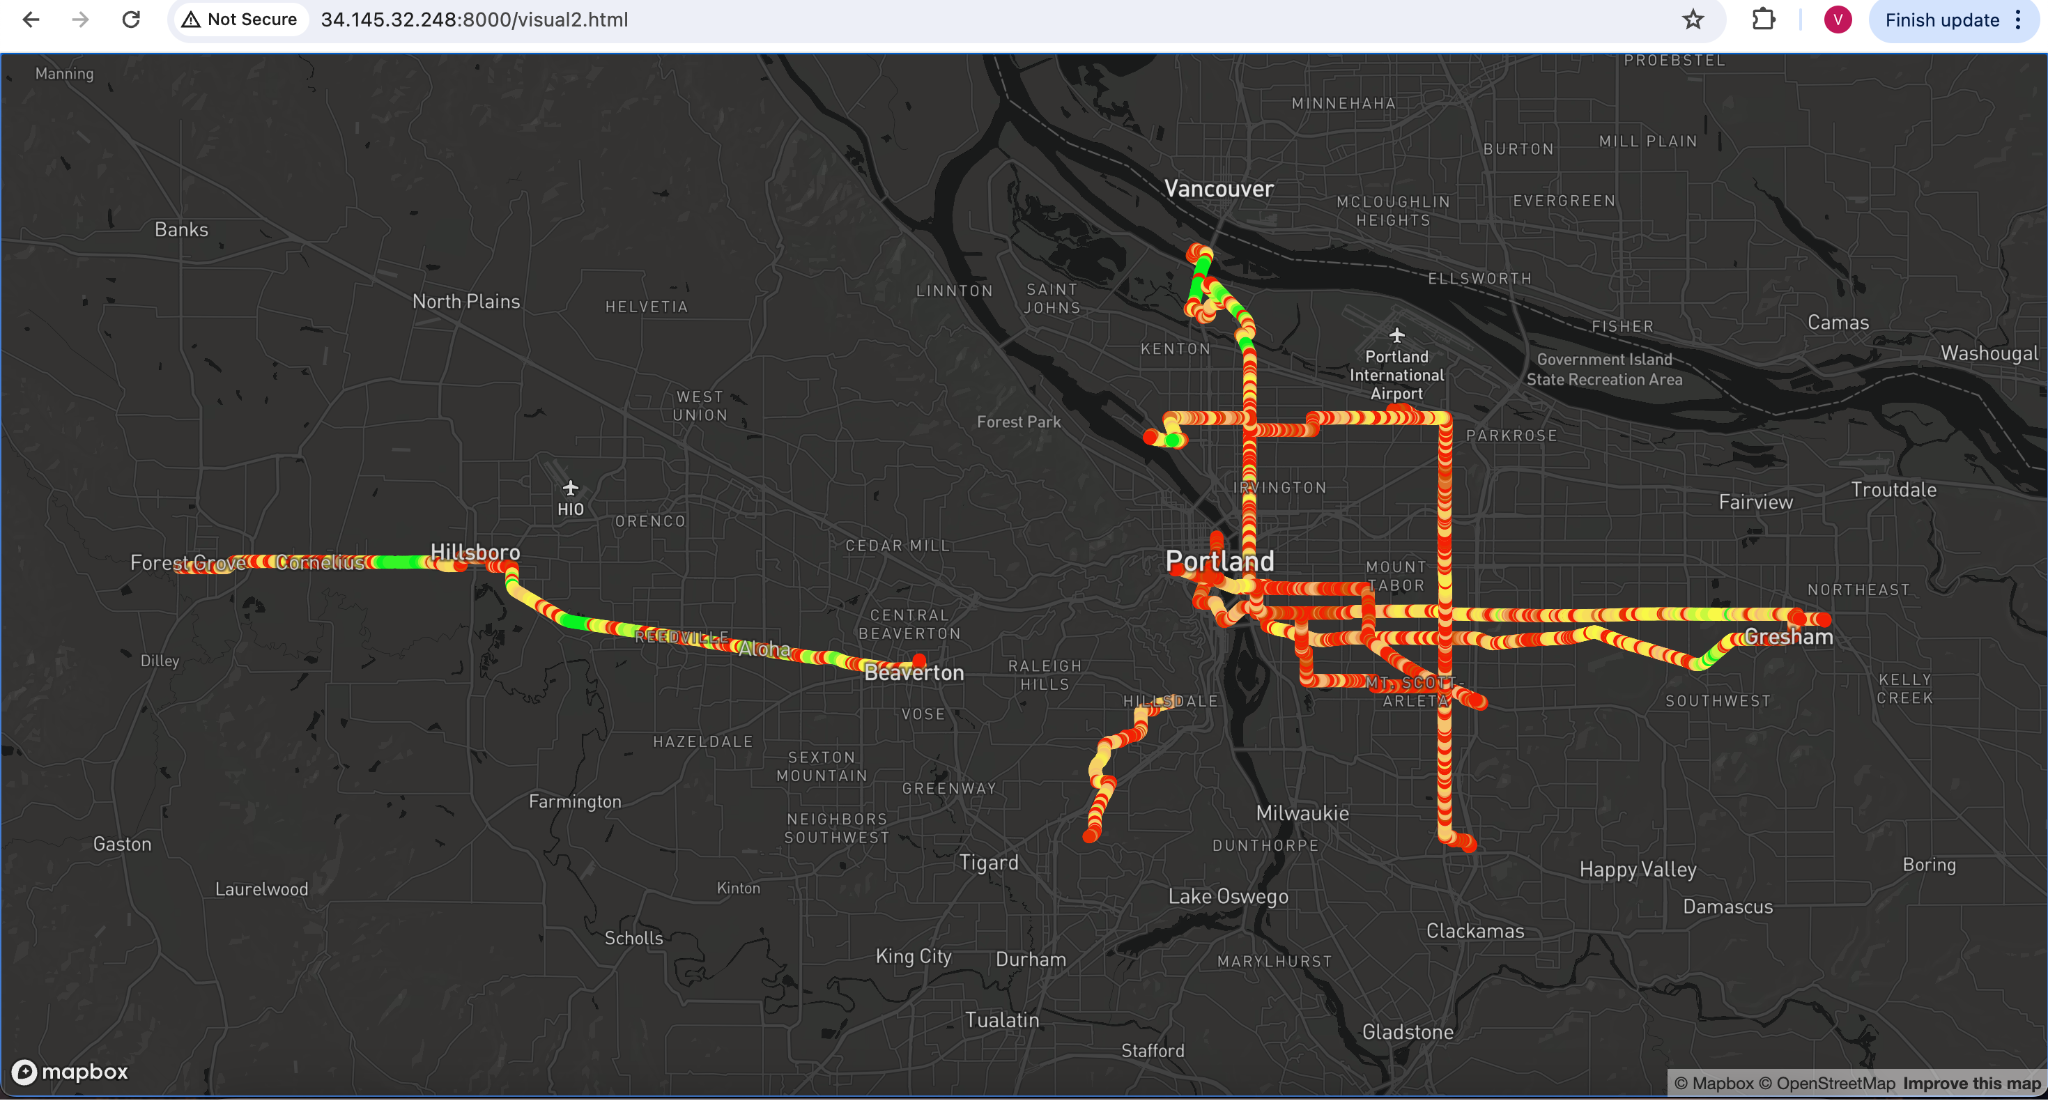 Not Secure
34.145.32.248:8000/visual2.html
V
Finish update
Manning
PROEBSTEL
MINNEHAHA
BURTON
MILL PLAIN
Vancouver
MCLOUGHLIN
HEIGHTS
EVERGREEN
Banks
ELLSWORTH
LINNTON
SAINT
JOHNS
North Plains
HELVETIA
FISHER
Camas
KENTON
Portland
International
Airport
Government Island
State Recreation Area
Washougal
WEST
UNION
Forest Park
PARKROSE
IRVINGTON
HIO
ORENCO
Fairview
Troutdale
CEDAR MILL
Hillsboro
Forest Grove
Cornelius
Portland
MOUNT
TABOR
NORTHEAST
CENTRAL
BEAVERTON
REEDVILLE
Aloha
Gresham
Dilley
Beaverton
RALEIGH
HILLS
HILLSDALE
MT. SCOTT-
ARLETA
SOUTHWEST
KELLY
CREEK
VOSE
HAZELDALE
SEXTON
MOUNTAIN
GREENWAY
Farmington
NEIGHBORS
SOUTHWEST
Milwaukie
DUNTHORPE
Gaston
Tigard
Happy Valley
Boring
Laurelwood
Kinton
Lake Oswego
Damascus
Scholls
Clackamas
King City
Durham
MARYLHURST
Tualatin
Gladstone
Stafford
mapbox
© Mapbox © OpenStreetMap Improve this map